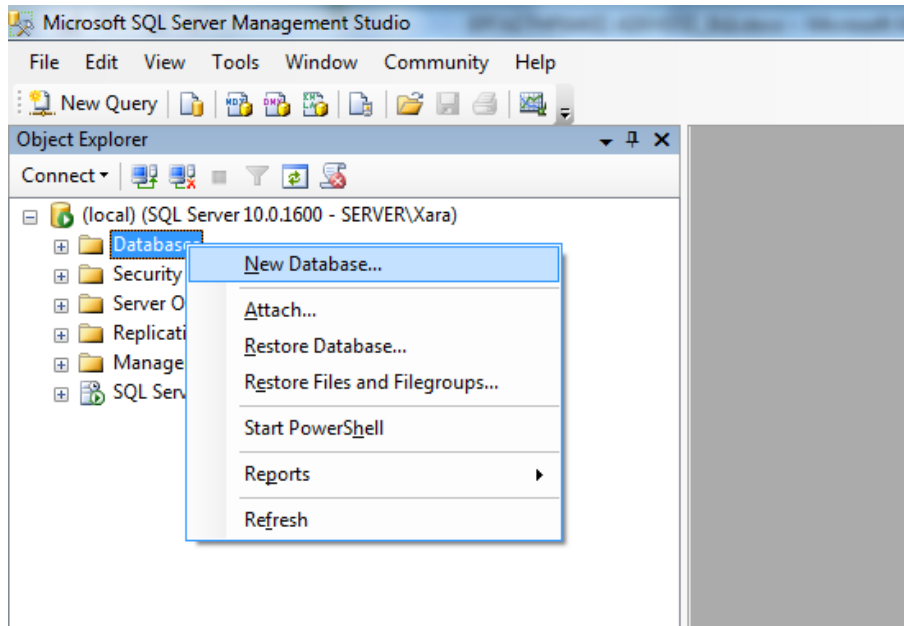 Microsoft SQL Server Management Studio
File Edit View Tools Window Community Help
New Query
Object Explorer
Connect
(local) (SQL Server 10.0.1600 - SERVER\Xara)
Databases
Security
Server O
Replicati
Manage
SQL Serv
New Database...
Attach...
Restore Database...
Restore Files and Filegroups...
Start PowerShell
Reports
Refresh